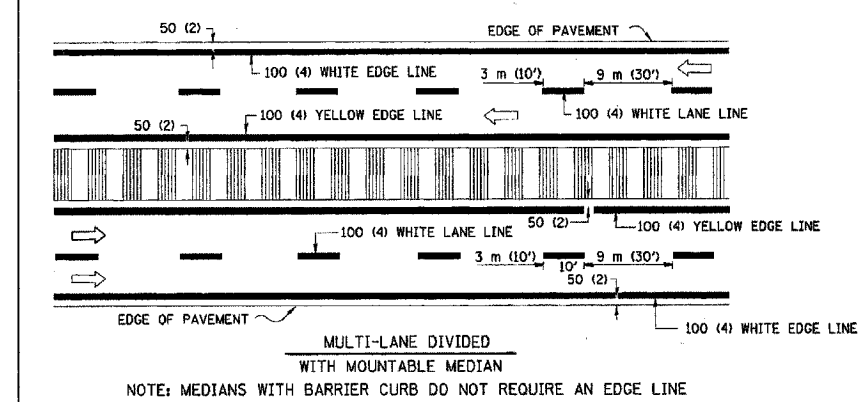 50 (2)
EDGE OF PAVEMENT
100 (4) WHITE EDGE LINE
3 m (10')
9 m (30')
100 (4) YELLOW EDGE LINE
100 (4) WHITE LANE LINE
50 (2)
50 (2)
100 (4) YELLOW EDGE LINE
100 (4) WHITE LANE LINE
3 m (10')
9 m (30')
10'
50 (2)
EDGE OF PAVEMENT
100 (4) WHITE EDGE LINE
MULTI-LANE DIVIDED
WITH MOUNTABLE MEDIAN
NOTE: MEDIANS WITH BARRIER CURB DO NOT REQUIRE AN EDGE LINE